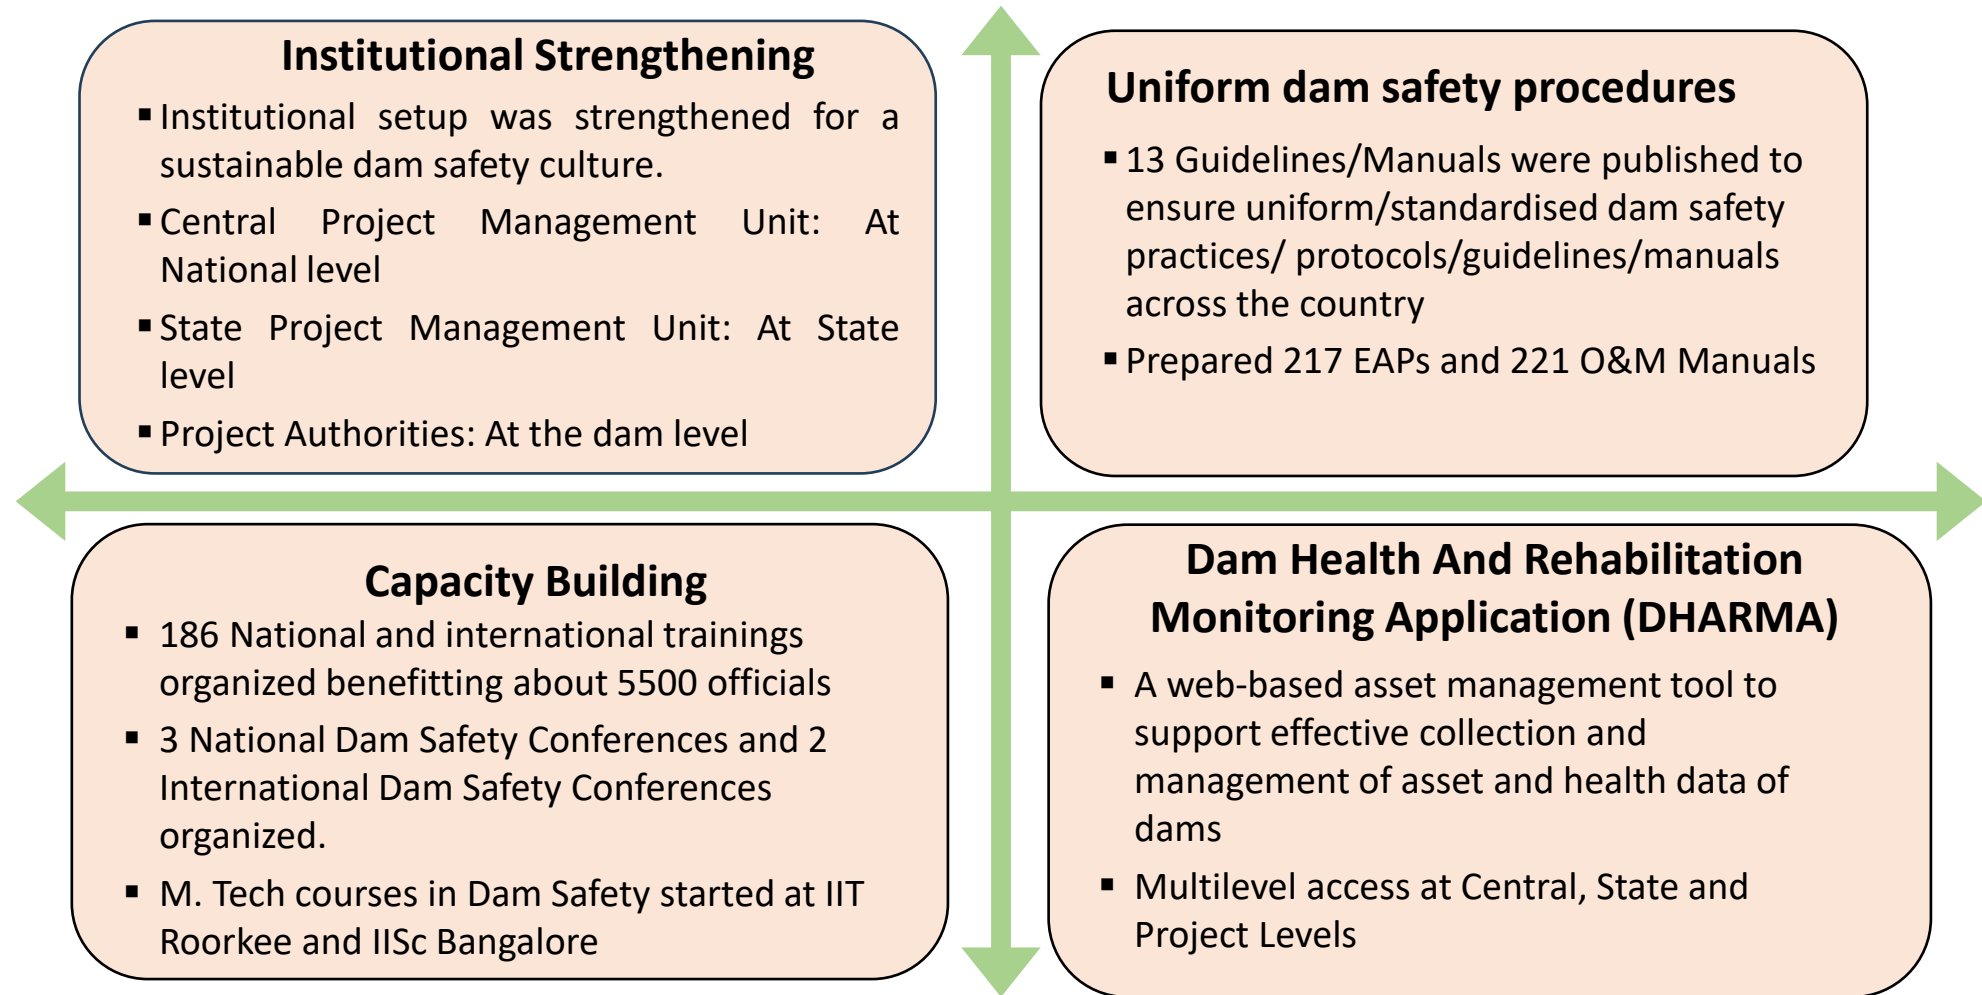 Institutional Strengthening
▪ Institutional setup was strengthened for a
sustainable dam safety culture.
▪ Central Project Management Unit: At
National level
▪ State Project Management Unit: At State
level
▪ Project Authorities: At the dam level
Uniform dam safety procedures
▪ 13 Guidelines/Manuals were published to
ensure uniform/standardised dam safety
practices/ protocols/guidelines/manuals
across the country
▪ Prepared 217 EAPs and 221 O&M Manuals
Capacity Building
▪ 186 National and international trainings
organized benefitting about 5500 officials
▪ 3 National Dam Safety Conferences and 2
International Dam Safety Conferences
organized.
▪ M. Tech courses in Dam Safety started at IIT
Roorkee and IISc Bangalore
Dam Health And Rehabilitation
Monitoring Application (DHARMA)
▪ A web-based asset management tool to
support effective collection and
management of asset and health data of
dams
▪ Multilevel access at Central, State and
Project Levels